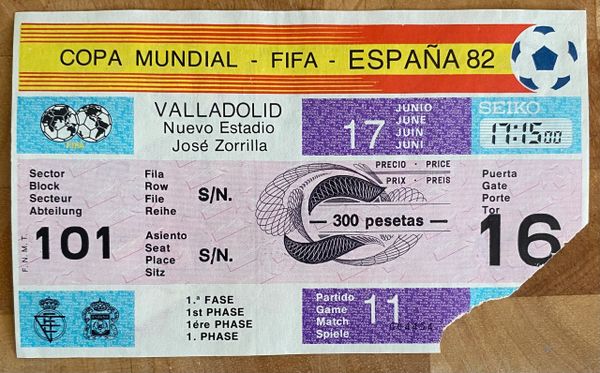 COPA MUNDIAL - FIFA - ESPAÑA 82
FIFA
VALLADOLID
Nuevo Estadio
José Zorrilla
17
JUNIO
JUNE
JUIN
JUNI
SEIKO
17:15 00
Sector
Block
Secteur
Abteilung
101
Fila
Row
File
Reihe
S/N.
Asiento
Seat
Place
Sitz
S/N.
PRECIO - PRICE
PRIX - PREIS
300 pesetas
Puerta
Gate
Porte
Tor
16
F.N.M.T.
1.ª FASE
1st PHASE
1ére PHASE
1. PHASE
Partido
Game
Match
Spiele
11